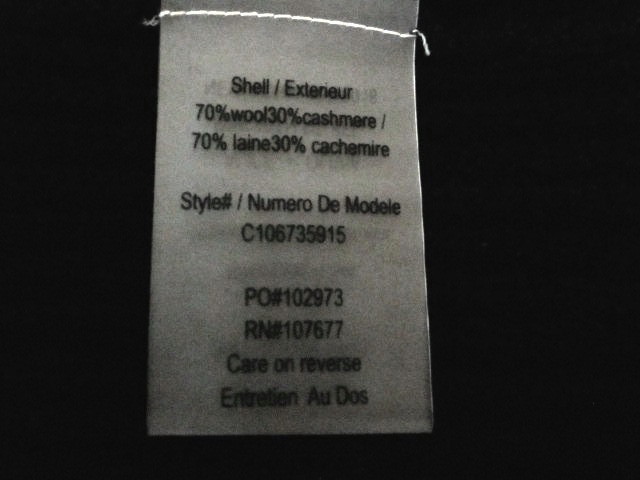 Shell / Exterieur
70%wool30%cashmere /
70% laine30% cachemire
Style# / Numero De Modele
C106735915
PO#102973
RN#107677
Care on reverse
Entretien Au Dos